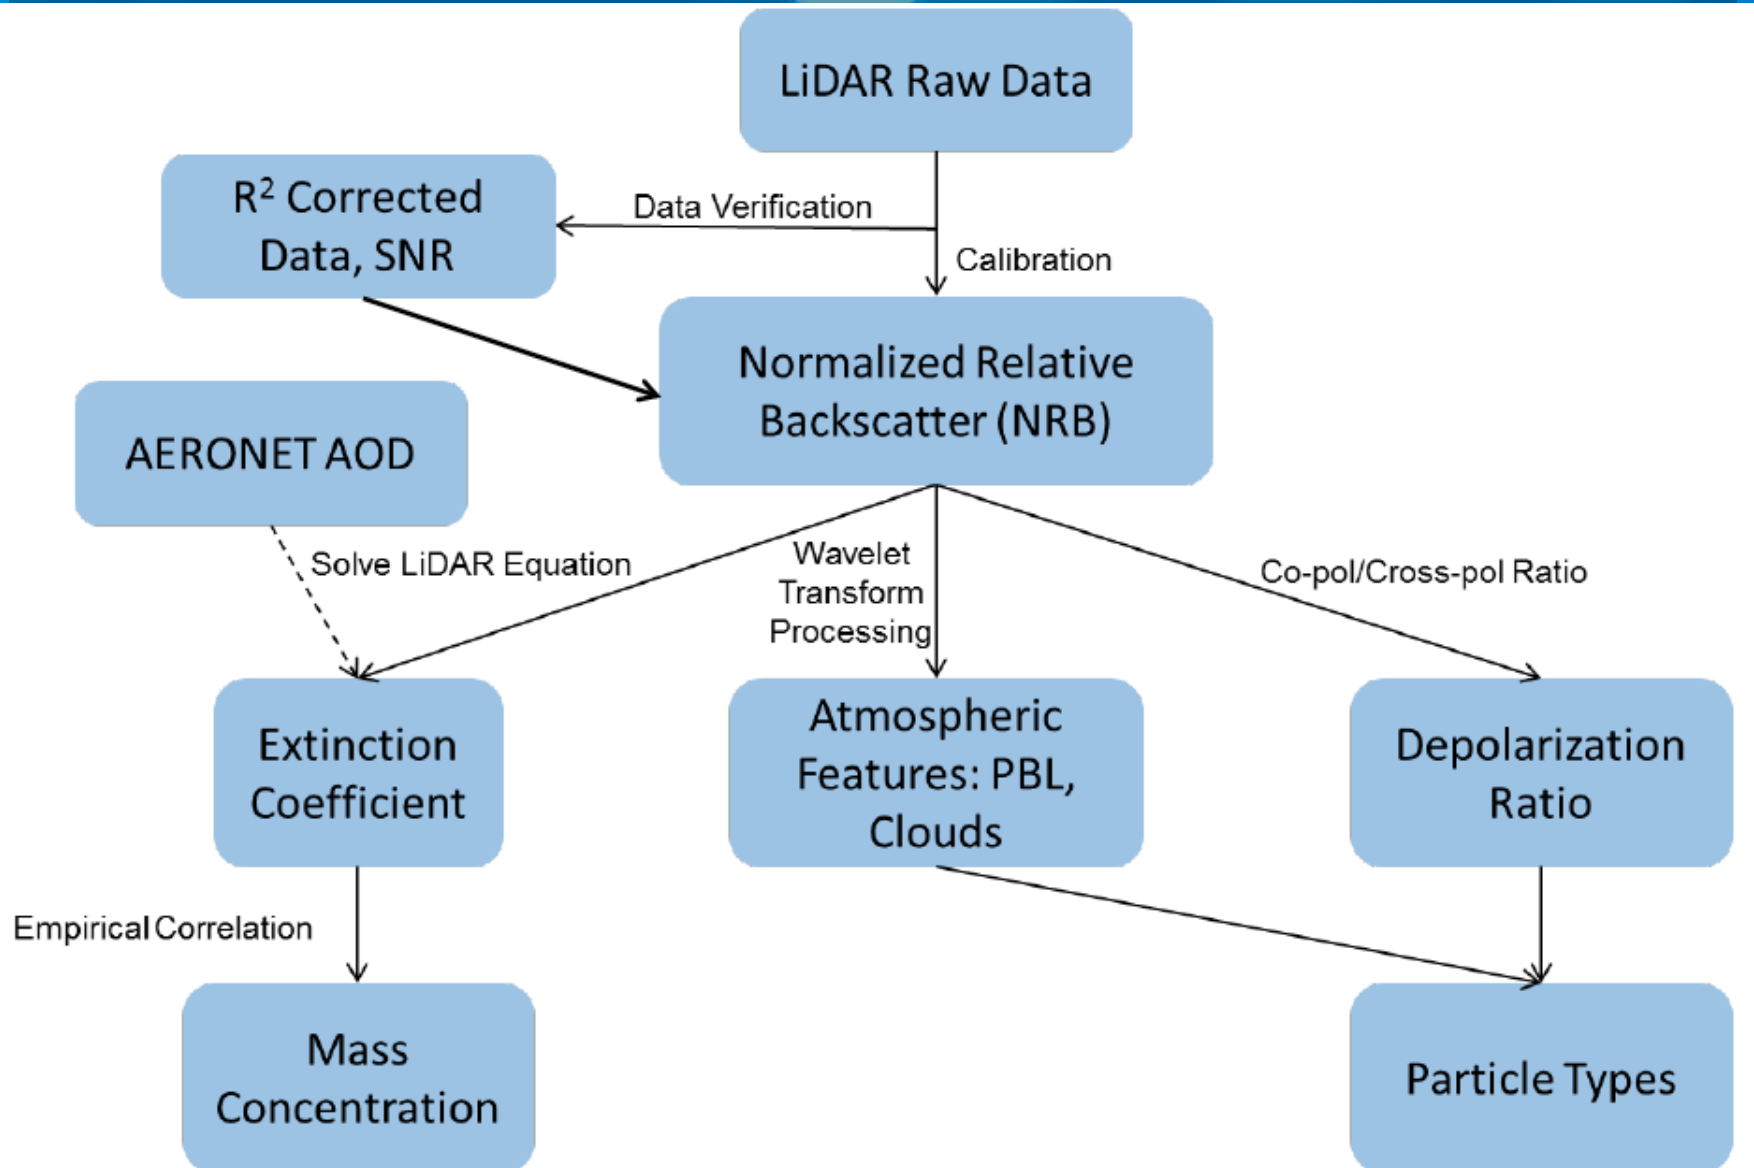 LiDAR Raw Data
R² Corrected
Data, SNR
Data Verification
Calibration
Normalized Relative
Backscatter (NRB)
AERONET AOD
Solve LiDAR Equation
Wavelet
Transform
Processing
Co-pol/Cross-pol Ratio
Extinction
Coefficient
Atmospheric
Features: PBL,
Clouds
Depolarization
Ratio
Empirical Correlation
Mass
Concentration
Particle Types